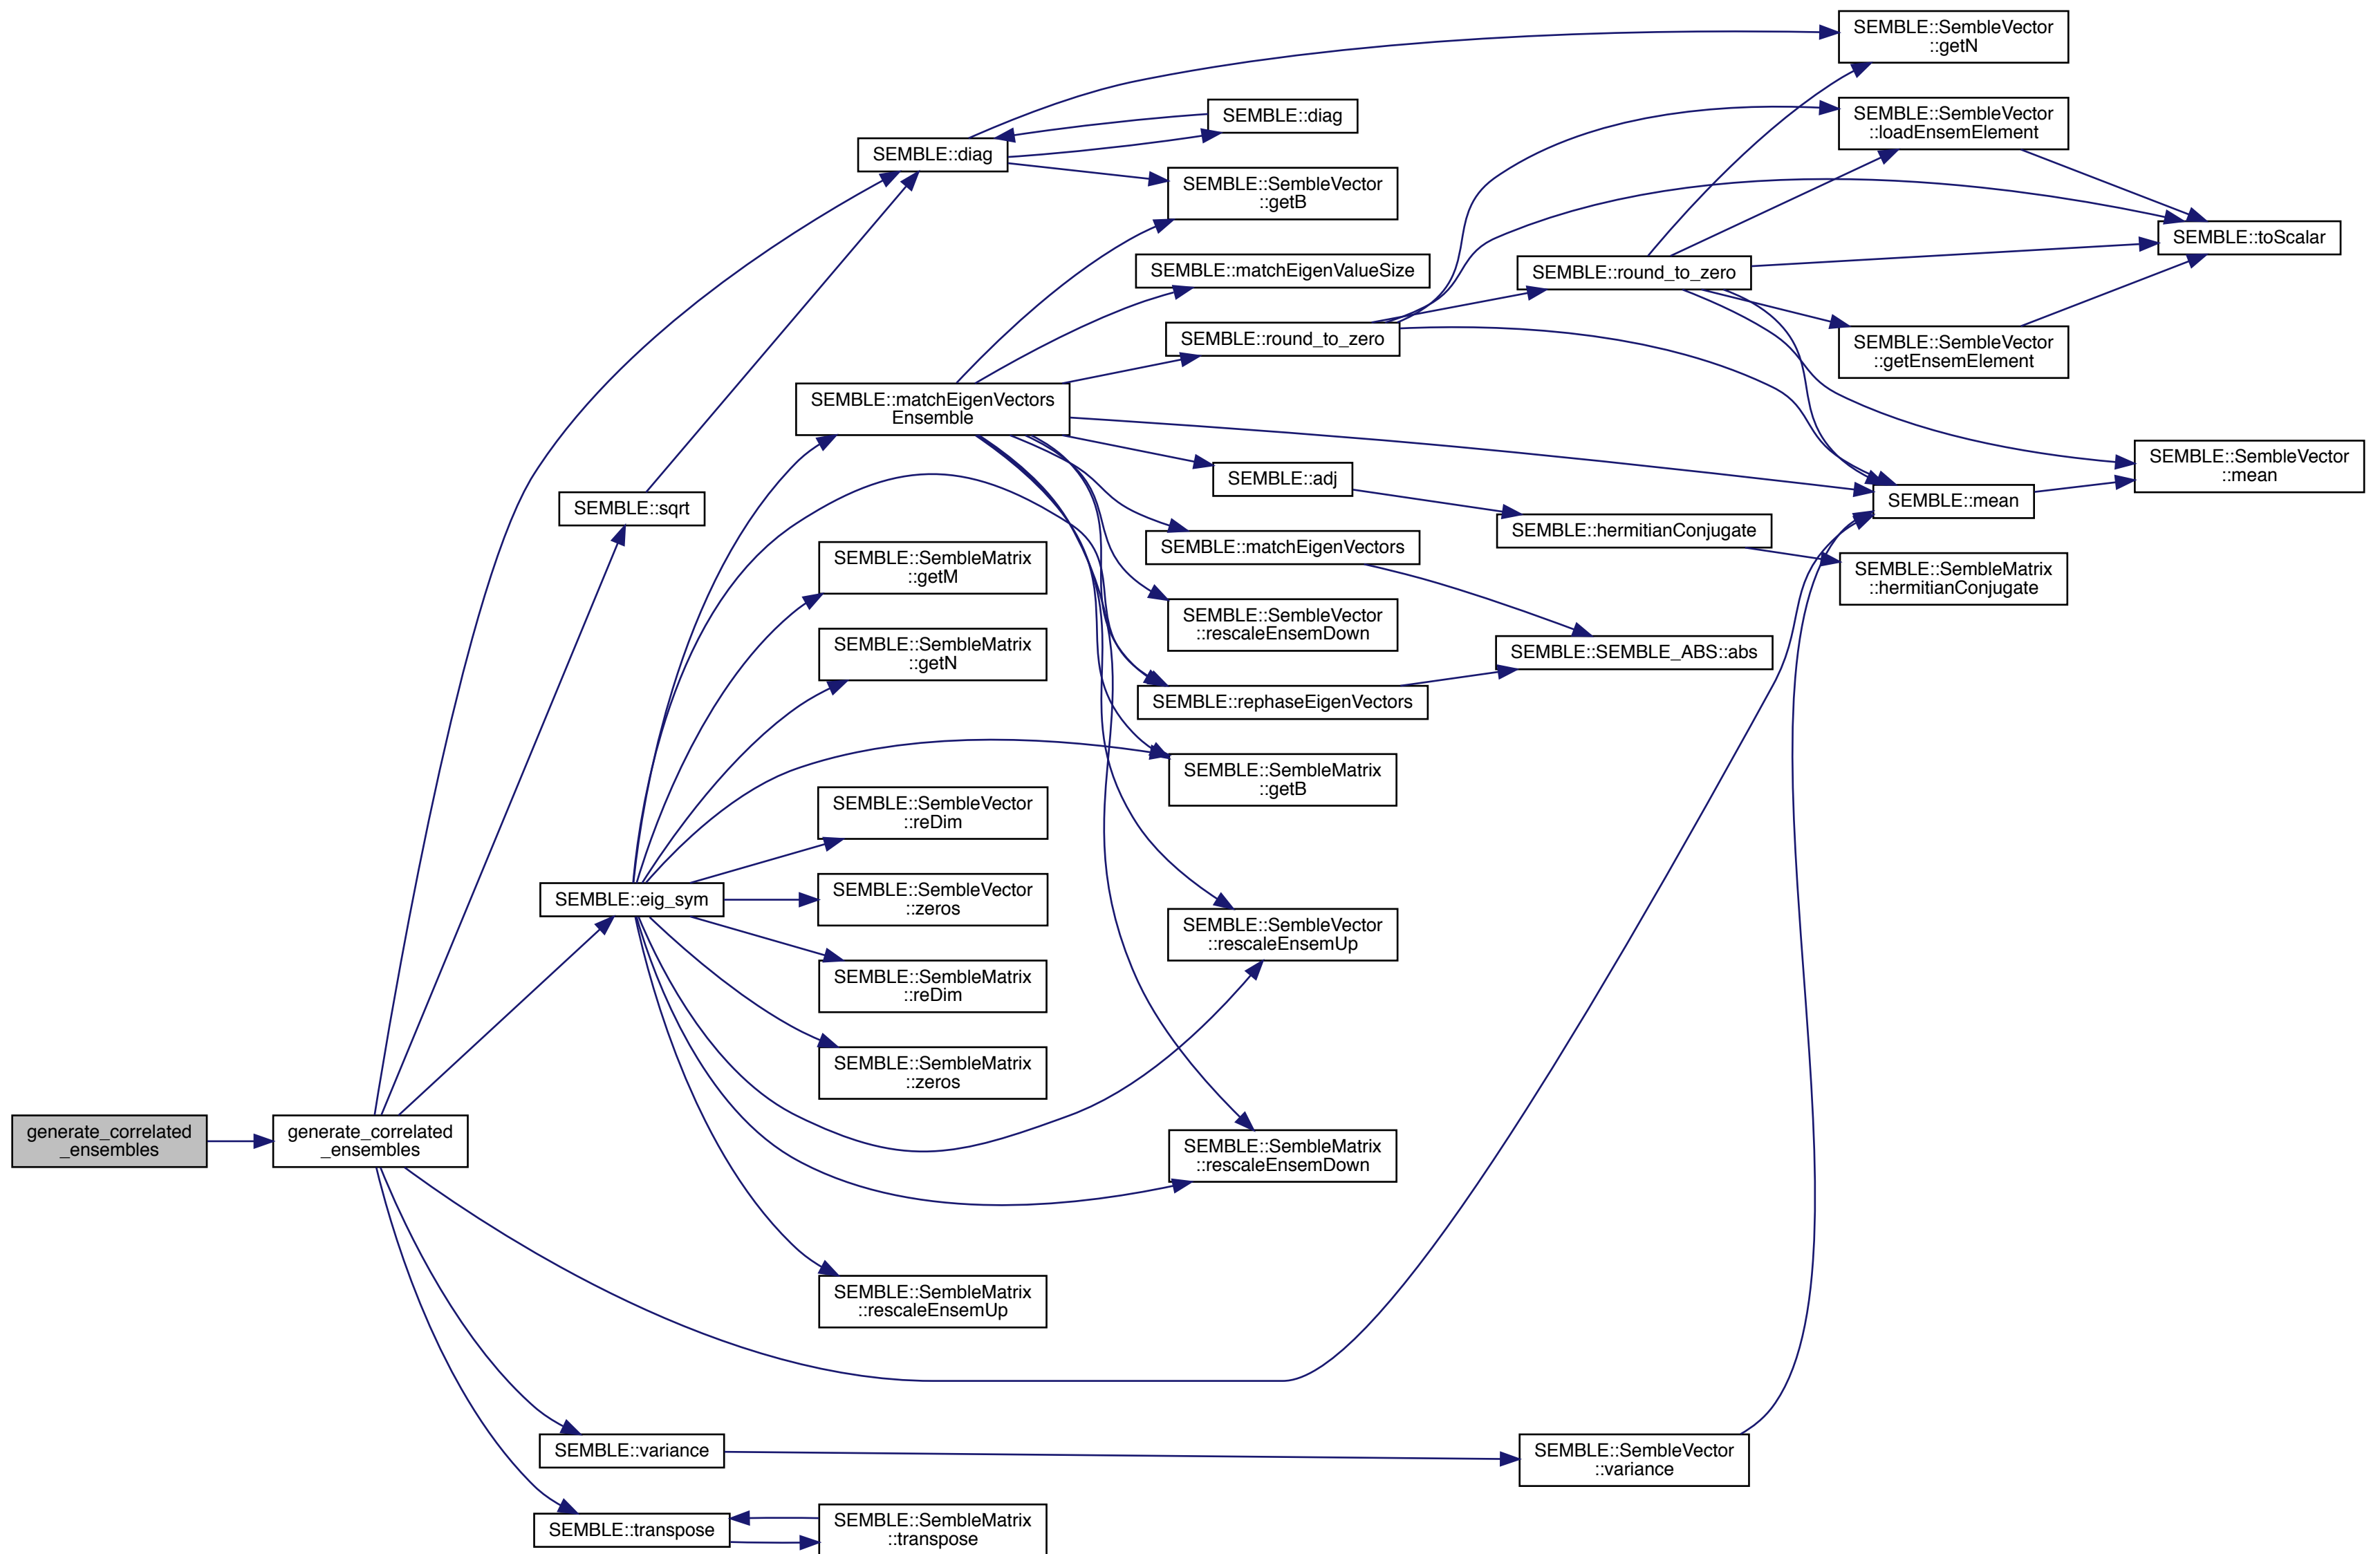 SEMBLE::SembleVector
::getN
SEMBLE::diag
SEMBLE::SembleVector
::loadEnsemElement
SEMBLE::diag
SEMBLE::SembleVector
::getB
SEMBLE::toScalar
SEMBLE::matchEigenValueSize
SEMBLE::round_to_zero
SEMBLE::round_to_zero
SEMBLE::SembleVector
::getEnsemElement
SEMBLE::matchEigenVectors
Ensemble
SEMBLE::SembleVector
::mean
SEMBLE::adj
SEMBLE::mean
SEMBLE::sqrt
SEMBLE::hermitianConjugate
SEMBLE::matchEigenVectors
SEMBLE::SembleMatrix
::getM
SEMBLE::SembleMatrix
::hermitianConjugate
SEMBLE::SembleVector
::rescaleEnsemDown
SEMBLE::SembleMatrix
::getN
SEMBLE::SEMBLE_ABS::abs
SEMBLE::rephaseEigenVectors
SEMBLE::SembleMatrix
::getB
SEMBLE::SembleVector
::reDim
SEMBLE::eig_sym
SEMBLE::SembleVector
::zeros
SEMBLE::SembleVector
::rescaleEnsemUp
SEMBLE::SembleMatrix
::reDim
SEMBLE::SembleMatrix
::zeros
generate_correlated
_ensembles
generate_correlated
_ensembles
SEMBLE::SembleMatrix
::rescaleEnsemDown
SEMBLE::SembleMatrix
::rescaleEnsemUp
SEMBLE::variance
SEMBLE::SembleVector
::variance
SEMBLE::transpose
SEMBLE::SembleMatrix
::transpose